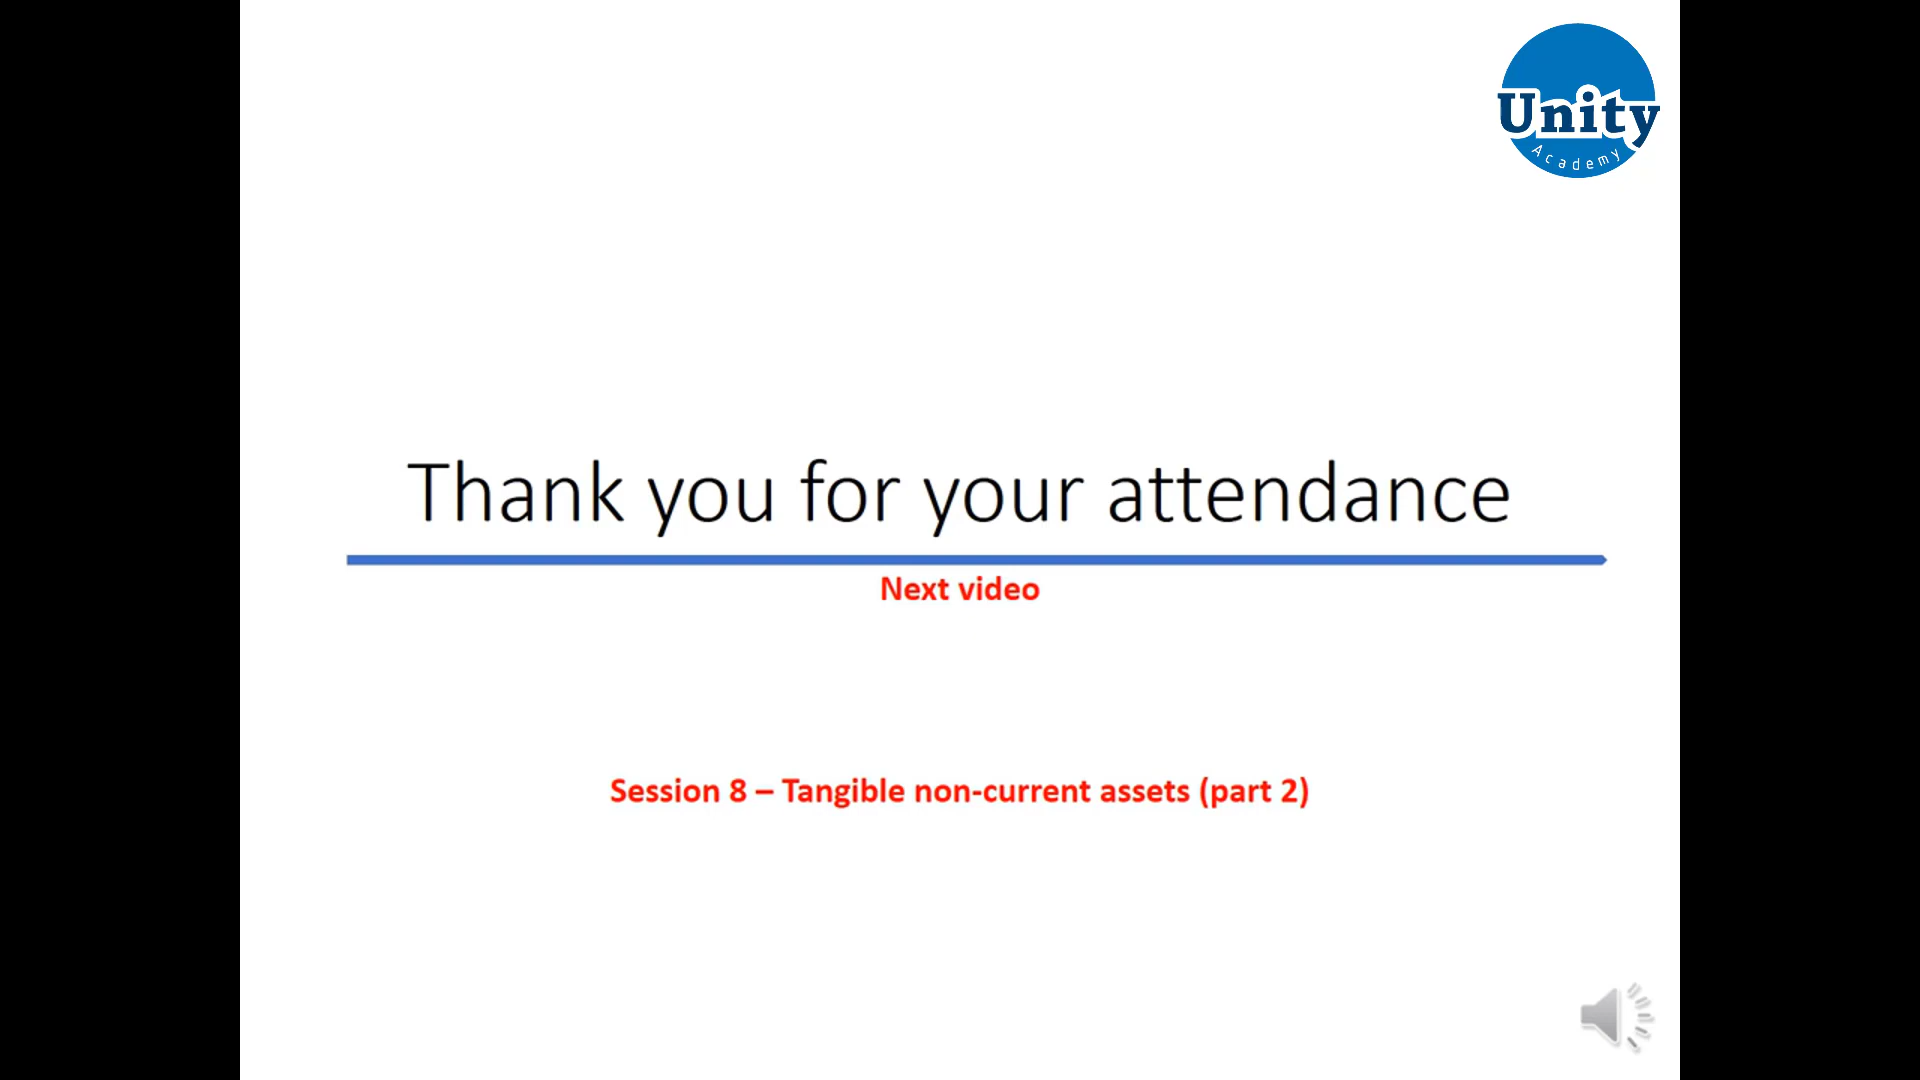 Unity
Academy
Thank you for your attendance
Next video
Session 8 – Tangible non-current assets (part 2)